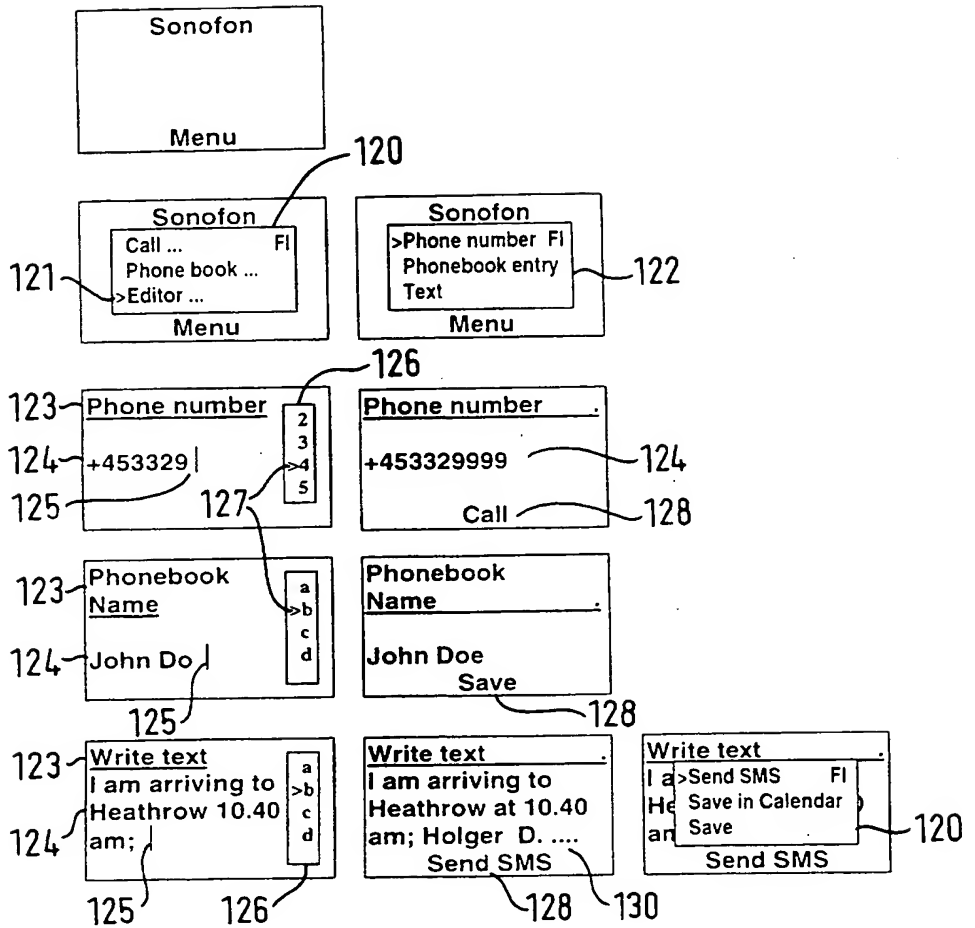 Sonofon
Menu
120
Sonofon
Call ... FI
Phone book ...
>Editor ...
Menu
121
Sonofon
>Phone number FI
Phonebook entry
Text
Menu
122
126
123
Phone number
124
+453329
125
2
3
>4
5
127
Phone number .
+453329999
124
Call
128
123
Phonebook
Name
124
John Do
125
a
>b
c
d
Phonebook
Name .
John Doe
Save
128
123
Write text
I am arriving to
Heathrow 10.40
am;
124
125
a
>b
c
d
126
Write text .
I am arriving to
Heathrow at 10.40
am; Holger D. ....
Send SMS
128
130
Write text .
I a
He
am
>Send SMS FI
Save in Calendar
Save
Send SMS
120